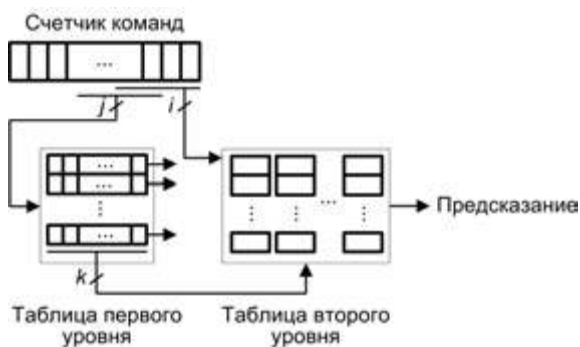 Счетчик команд
...
j
i
...
...
...
...
k
Предсказание
Таблица первого
уровня
Таблица второго
уровня